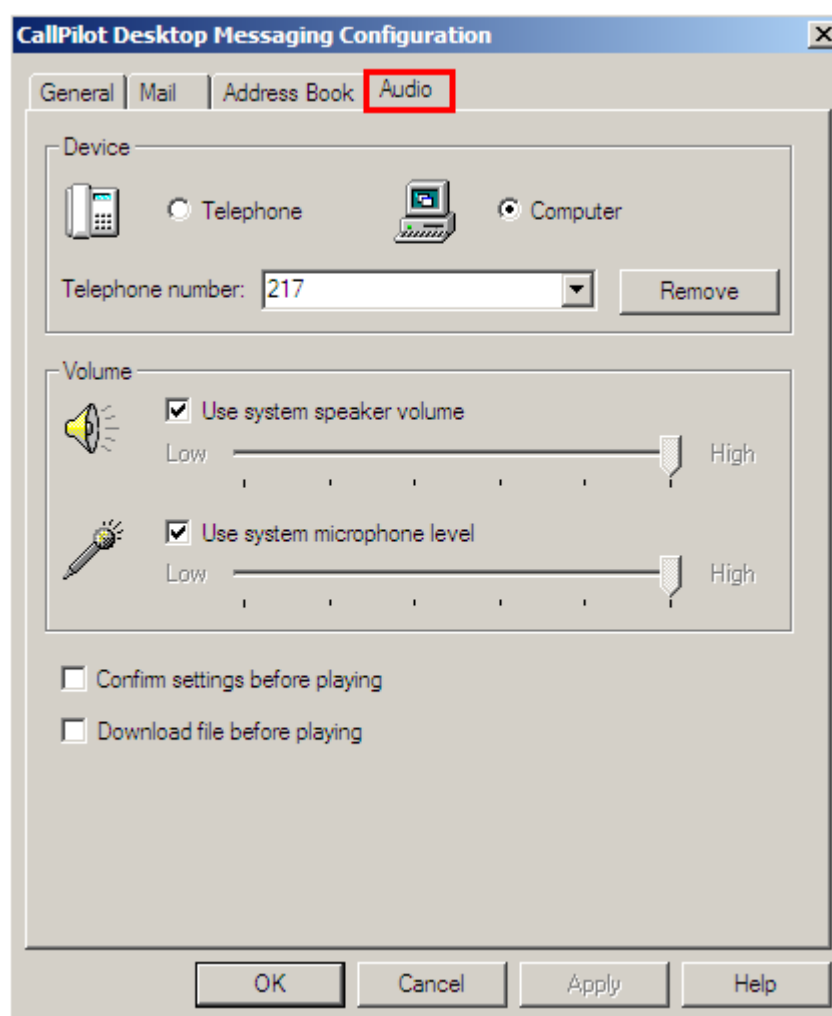 CallPilot Desktop Messaging Configuration
General Mail Address Book Audio
Device
Telephone Computer
Telephone number: 217 Remove
Volume
Use system speaker volume
Low High
Use system microphone level
Low High
Confirm settings before playing
Download file before playing
OK Cancel Apply Help